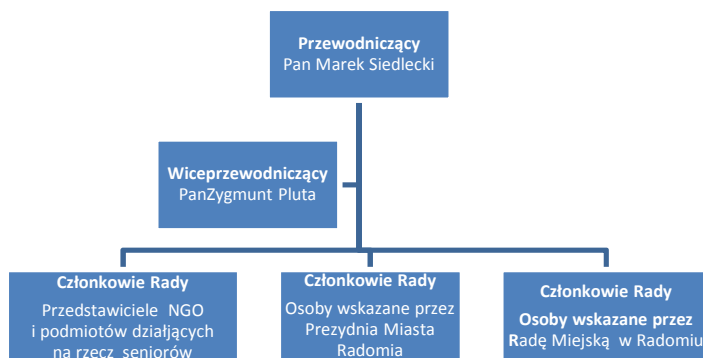 Przewodniczący
Pan Marek Siedlecki
Wiceprzewodniczący
PanZygmunt Pluta
Członkowie Rady
Przedstawiciele NGO
i podmiotów działjących
na rzecz seniorów
Członkowie Rady
Osoby wskazane przez
Prezydnia Miasta
Radomia
Członkowie Rady
Osoby wskazane przez
Radę Miejską w Radomiu